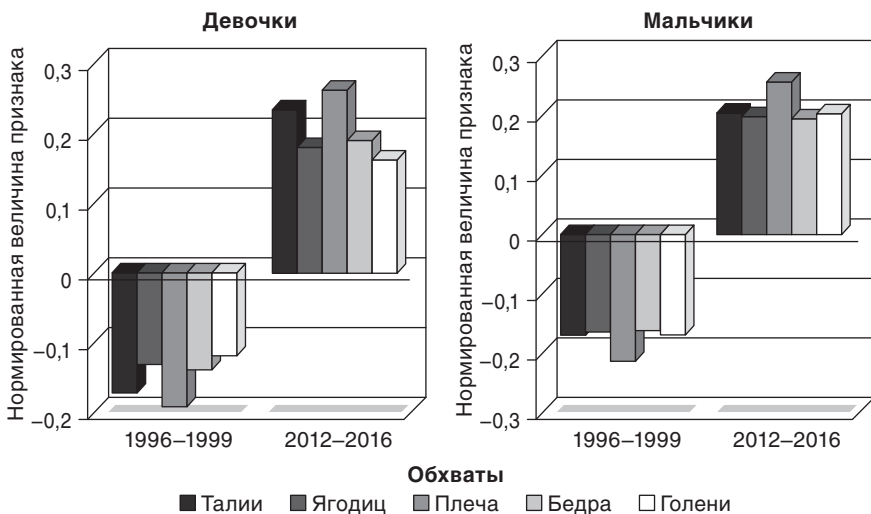 Девочки
Нормированная величина признака
0,3
0,2
0,1
0
−0,1
−0,2
1996–1999 2012–2016
Мальчики
Нормированная величина признака
0,3
0,2
0,1
0
−0,1
−0,2
−0,3
1996–1999 2012–2016
Обхваты
Талии Ягодиц Плеча Бедра Голени